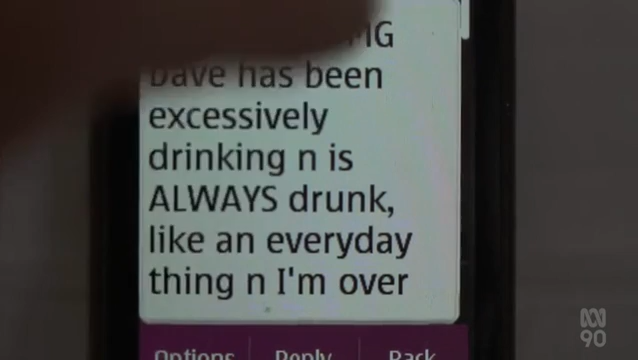 Dave has been
excessively
drinking n is
ALWAYS drunk,
like an everyday
thing n I'm over
Options Reply Back
90